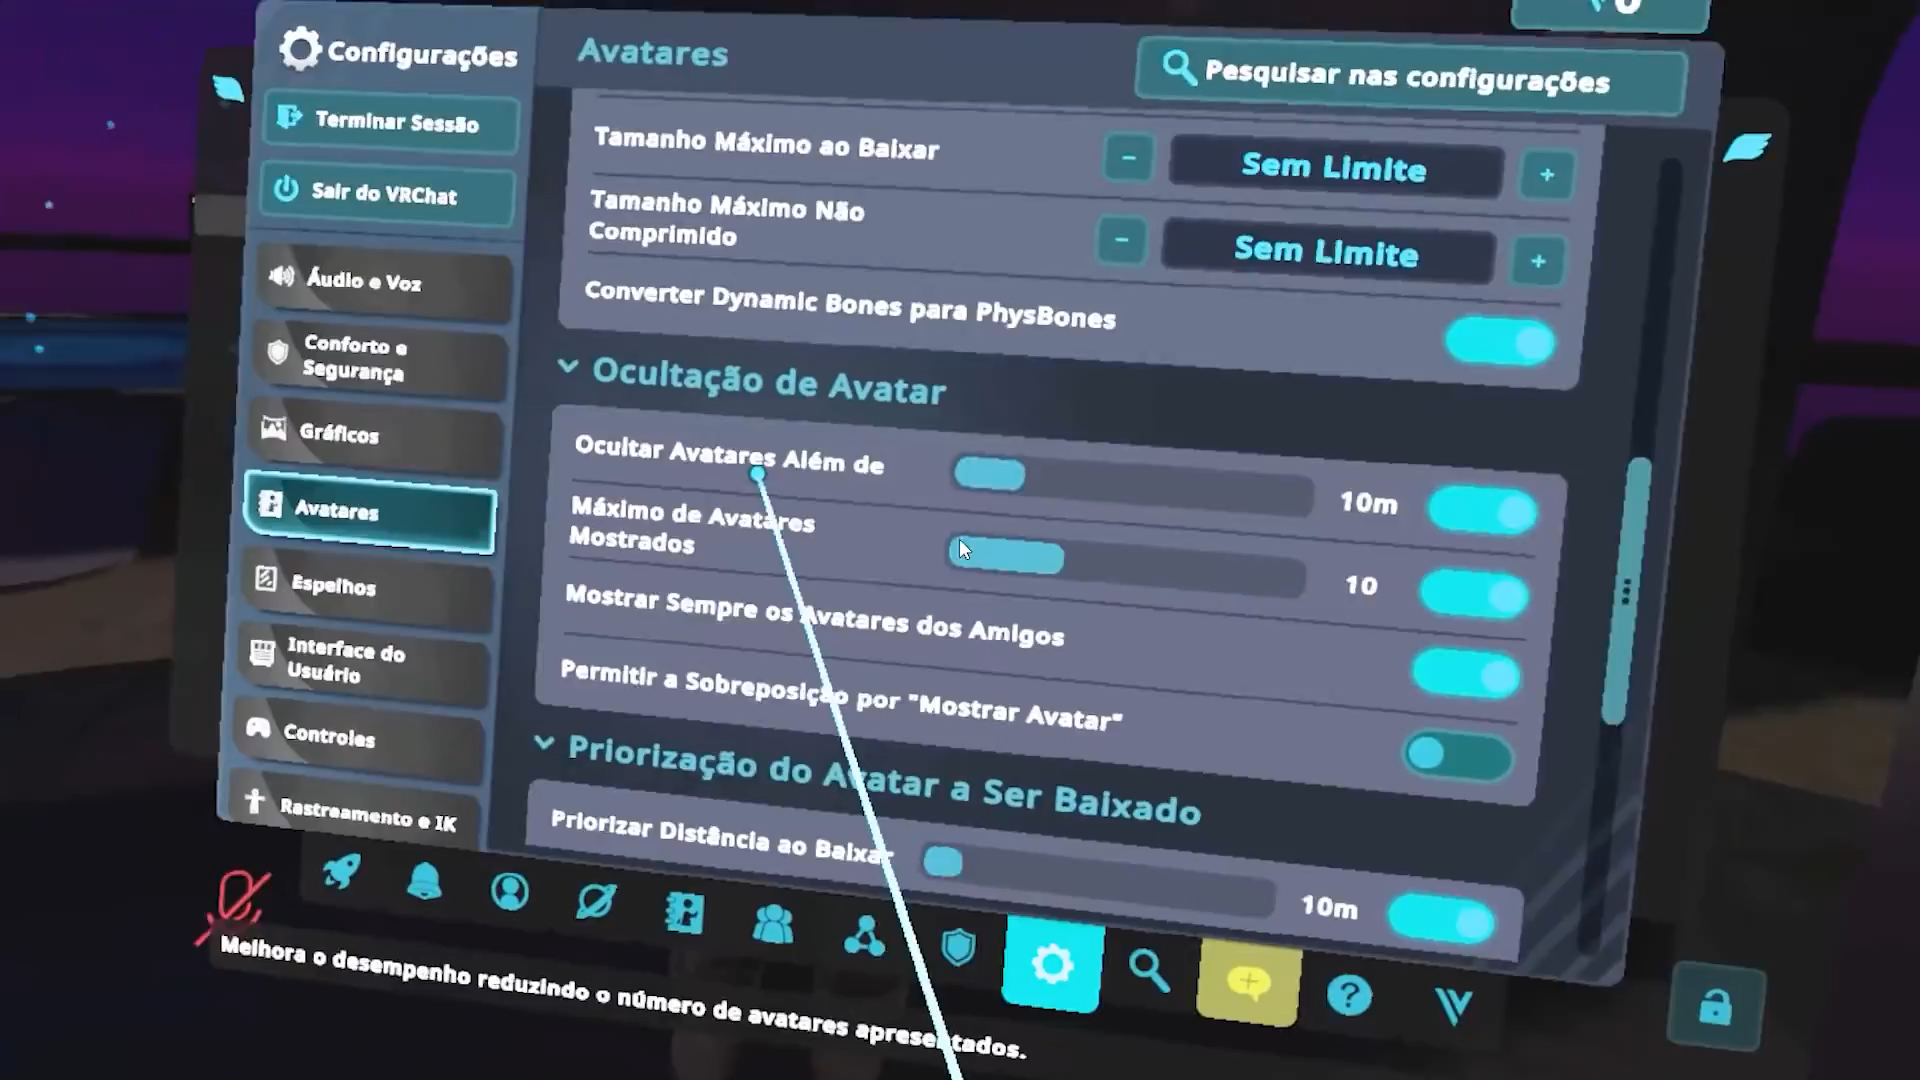 Configurações
Terminar Sessão
Sair do VRChat
Áudio e Voz
Conforto e
Segurança
Gráficos
Avatares
Espelhos
Interface do
Usuário
Controles
Rastreamento e IK
Avatares
Pesquisar nas configurações
Tamanho Máximo ao Baixar
- Sem Limite +
Tamanho Máximo Não
Comprimido
- Sem Limite +
Converter Dynamic Bones para PhysBones
Ocultação de Avatar
Ocultar Avatares Além de 10m
Máximo de Avatares
Mostrados 10
Mostrar Sempre os Avatares dos Amigos
Permitir a Sobreposição por "Mostrar Avatar"
Priorização do Avatar a Ser Baixado
Priorizar Distância ao Baixar 10m
Melhora o desempenho reduzindo o número de avatares apresentados.